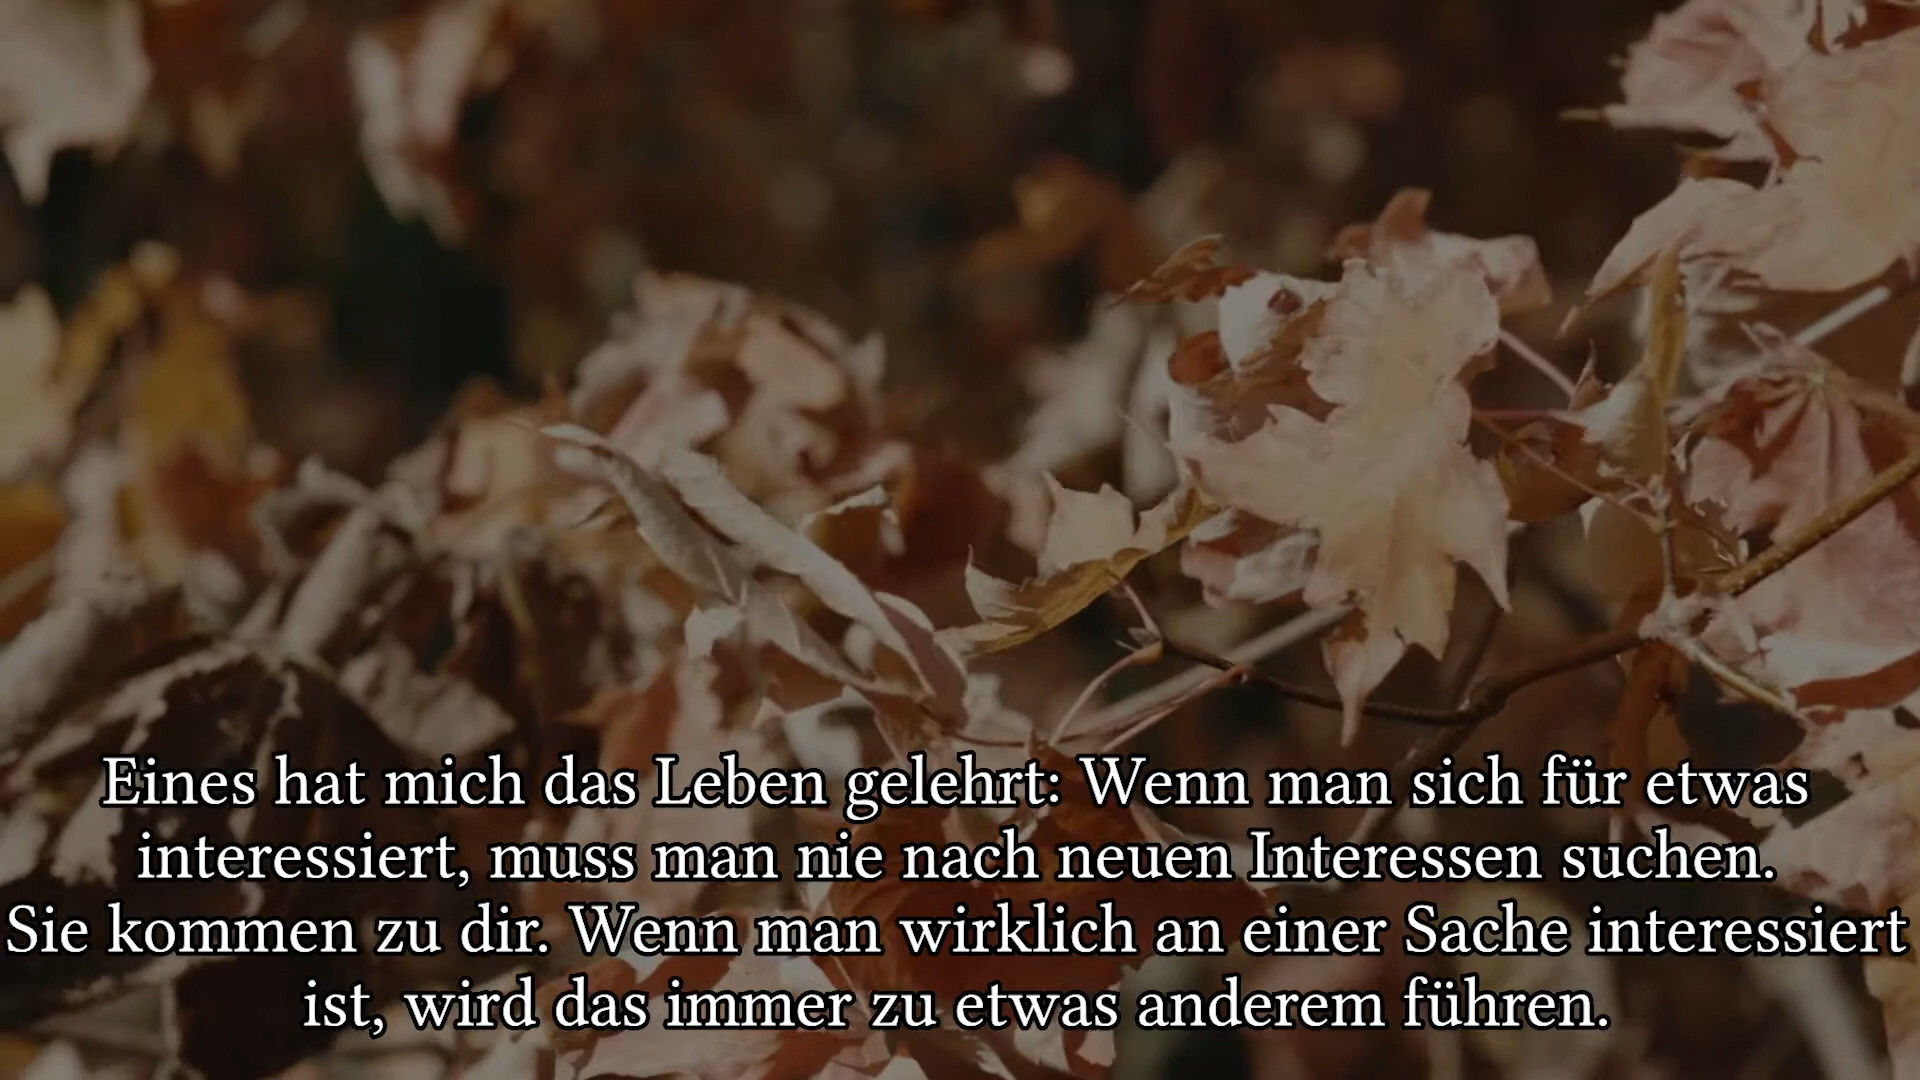 Eines hat mich das Leben gelehrt: Wenn man sich für etwas
interessiert, muss man nie nach neuen Interessen suchen.
Sie kommen zu dir. Wenn man wirklich an einer Sache interessiert
ist, wird das immer zu etwas anderem führen.